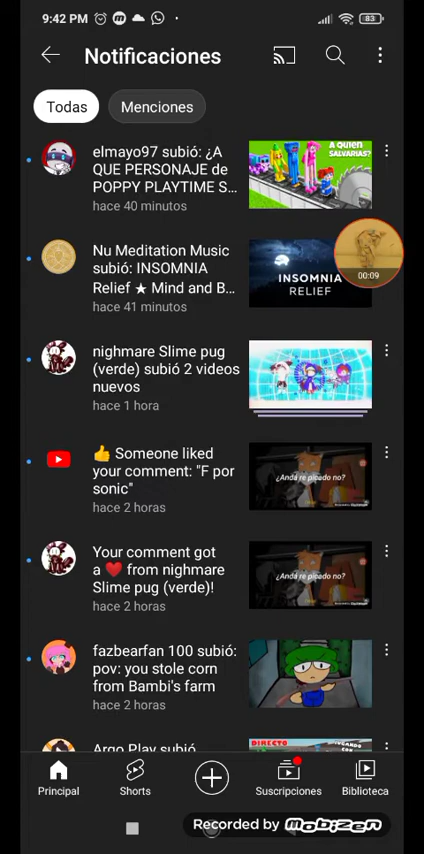 9:42 PM
83
Notificaciones
Todas
Menciones
elmayo97 subió: ¿A
QUE PERSONAJE de
POPPY PLAYTIME S...
hace 40 minutos
A QUIEN
SALVARIAS?
Nu Meditation Music
subió: INSOMNIA
Relief ★ Mind and B...
hace 41 minutos
INSOMNIA
RELIEF
00:09
nighmare Slime pug
(verde) subió 2 videos
nuevos
hace 1 hora
👍 Someone liked
your comment: "F por
sonic"
hace 2 horas
¿Andá re picado no?
Your comment got
a ❤️ from nighmare
Slime pug (verde)!
hace 2 horas
¿Andá re picado no?
fazbearfan 100 subió:
pov: you stole corn
from Bambi's farm
hace 2 horas
Argo Play subió
DIRECTO
Principal
Shorts
Suscripciones
Biblioteca
Recorded by mobizen